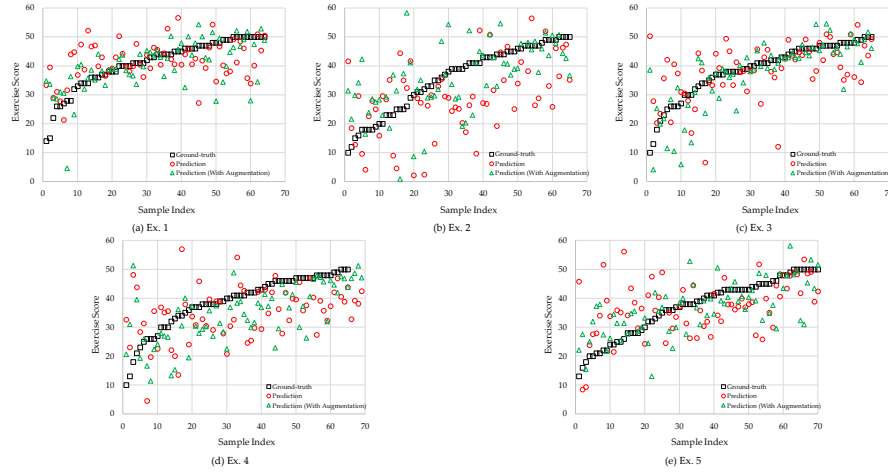 60
50
40
30
20
10
0
Exercise Score
0 10 20 30 40 50 60 70
Ground-truth
Prediction
Prediction (With Augmentation)
Sample Index
(a) Ex. 1
60
50
40
30
20
10
0
Exercise Score
0 10 20 30 40 50 60 70
Ground-truth
Prediction
Prediction (With Augmentation)
Sample Index
(b) Ex. 2
60
50
40
30
20
10
0
Exercise Score
0 10 20 30 40 50 60 70
Ground-truth
Prediction
Prediction (With Augmentation)
Sample Index
(c) Ex. 3
60
50
40
30
20
10
0
Exercise Score
0 10 20 30 40 50 60 70
Ground-truth
Prediction
Prediction (With Augmentation)
Sample Index
(d) Ex. 4
60
50
40
30
20
10
0
Exercise Score
0 10 20 30 40 50 60 70
Ground-truth
Prediction
Prediction (With Augmentation)
Sample Index
(e) Ex. 5